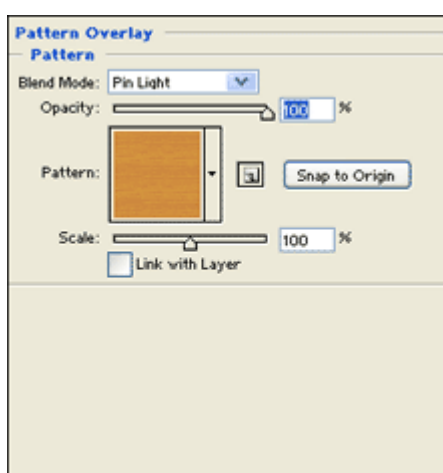 Pattern Overlay
Pattern
Blend Mode: Pin Light
Opacity: 100 %
Pattern: Snap to Origin
Scale: 100 %
Link with Layer